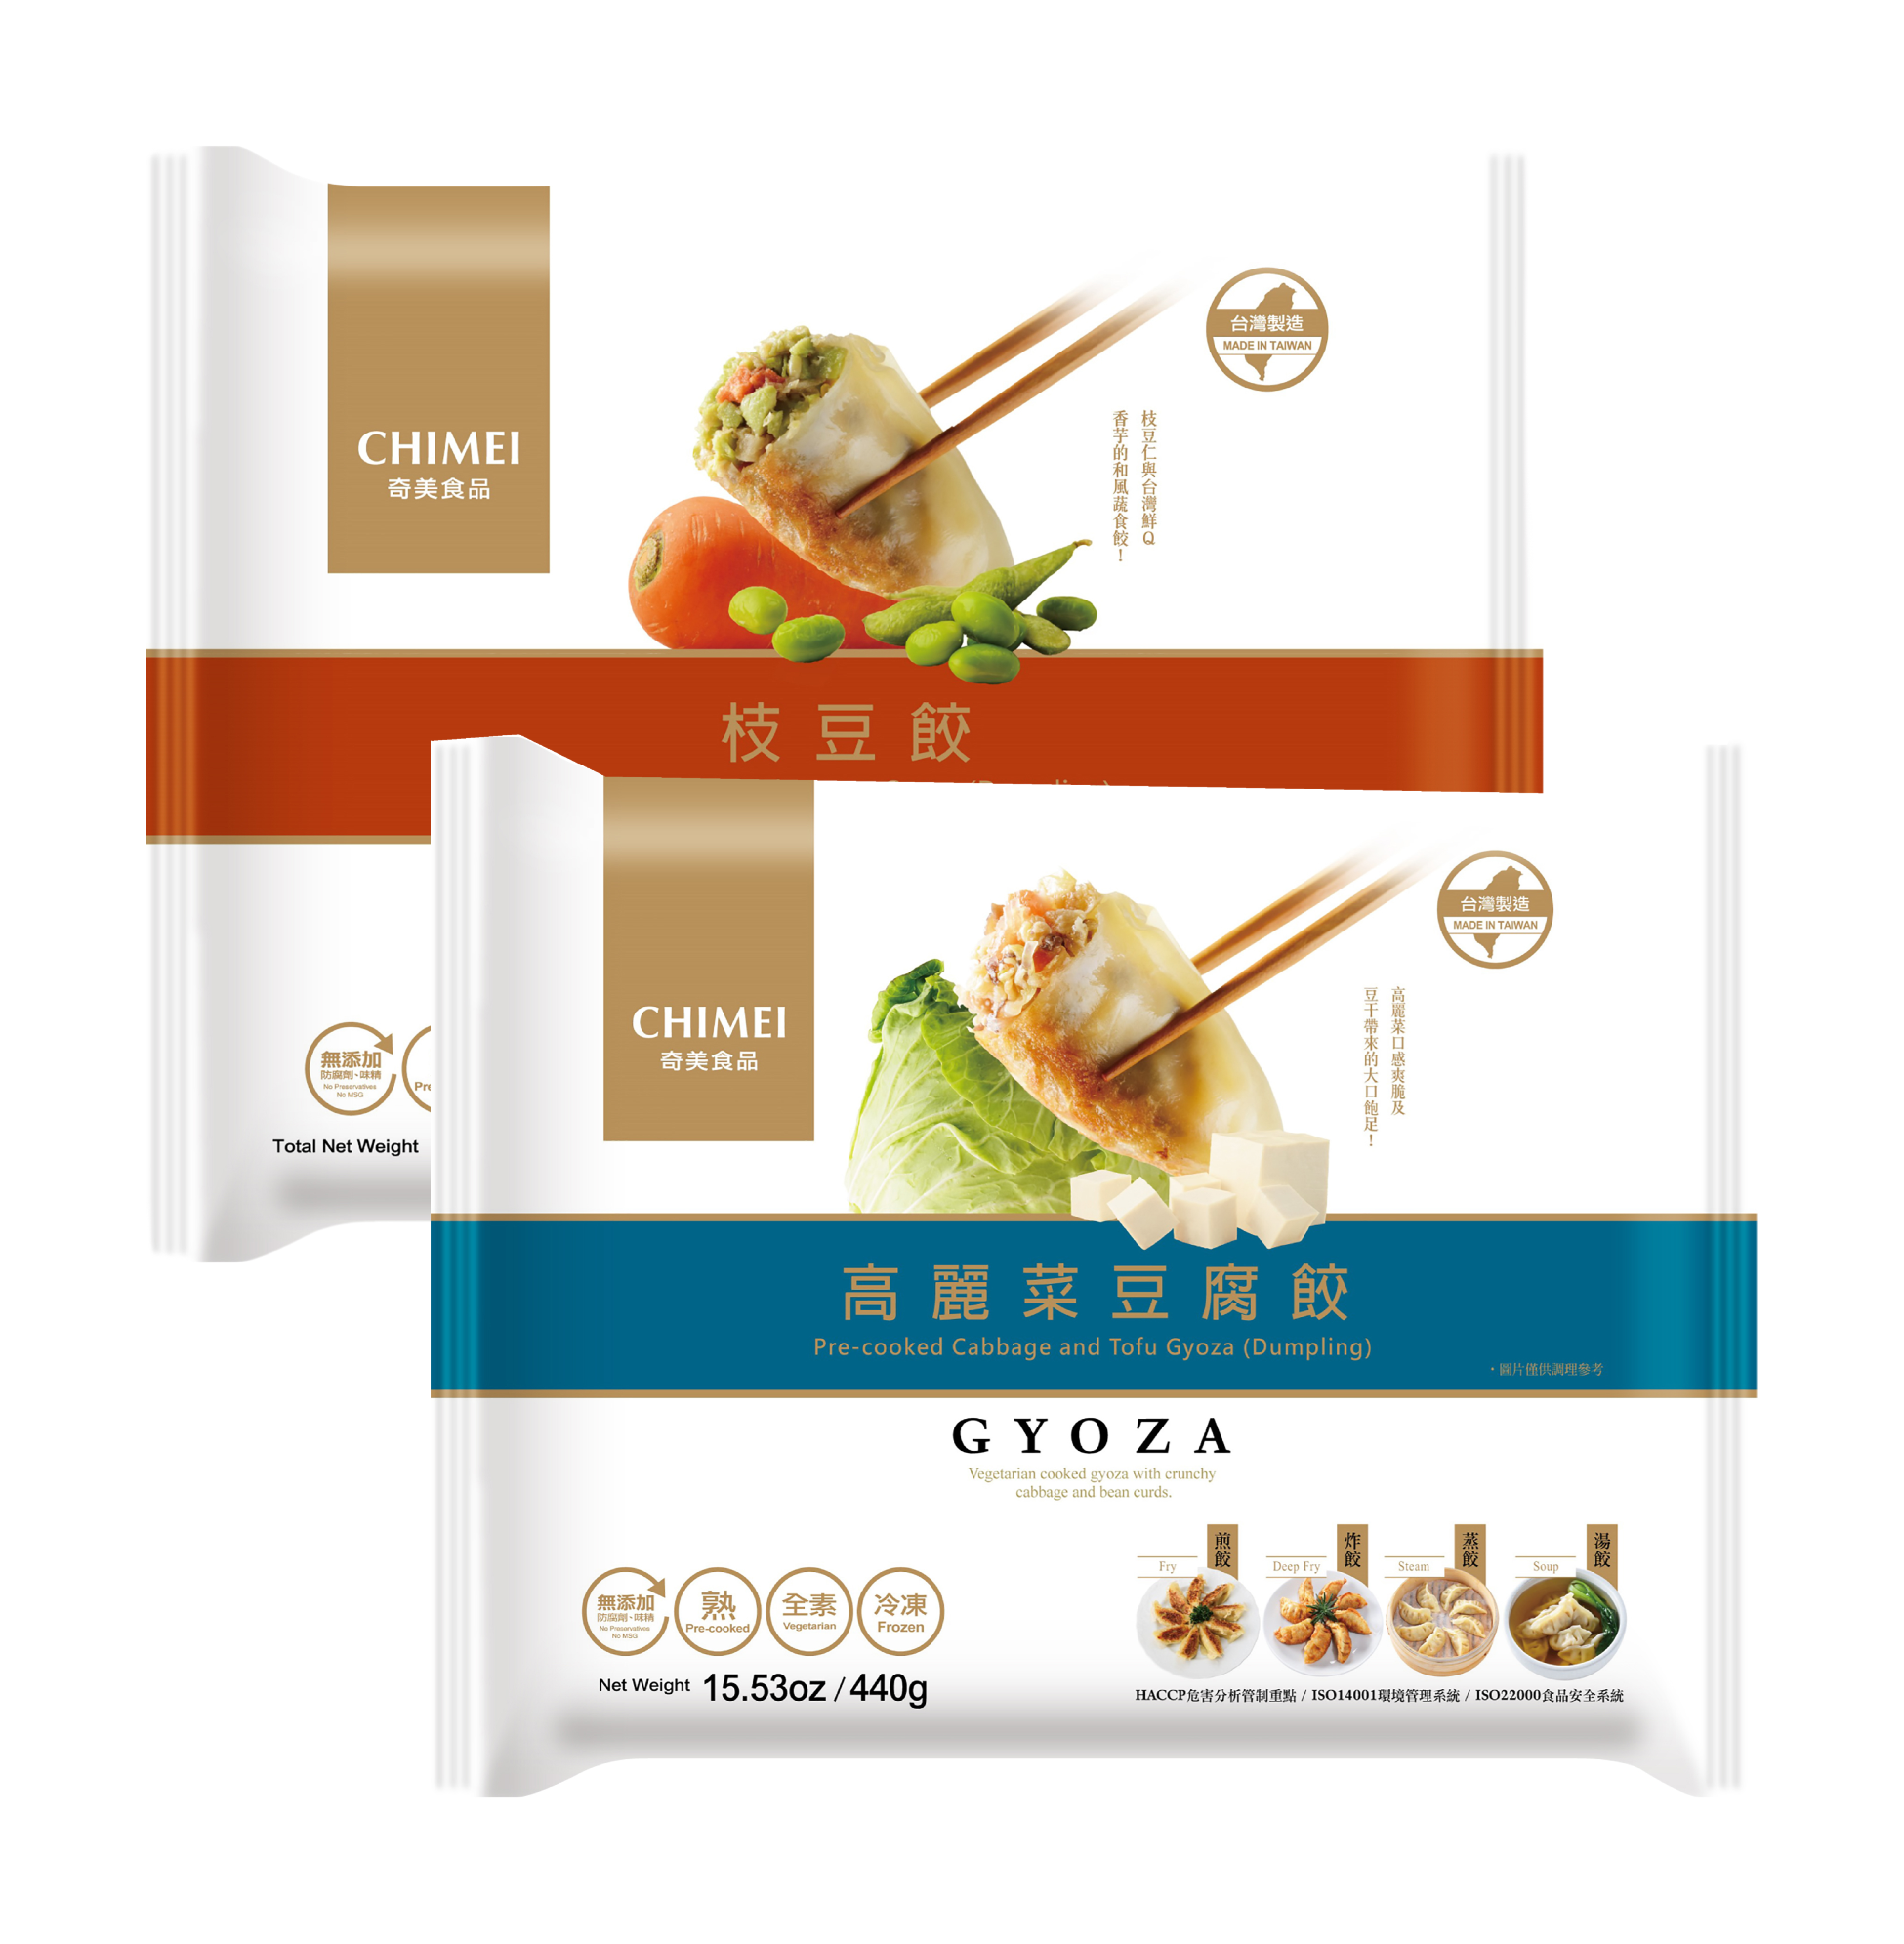 CHIMEI
奇美食品
台灣製造
MADE IN TAIWAN
枝豆仁與台灣鮮Q
香芋的和風蔬食餃！
枝豆餃
無添加
防腐劑、味精
No Preservatives
No MSG
Total Net Weight
CHIMEI
奇美食品
台灣製造
MADE IN TAIWAN
高麗菜口感爽脆及
豆干帶來的大口飽足！
高麗菜豆腐餃
Pre-cooked Cabbage and Tofu Gyoza (Dumpling)
・圖片僅供調理參考
GYOZA
Vegetarian cooked gyoza with crunchy
cabbage and bean curds.
煎餃
Fry
炸餃
Deep Fry
蒸餃
Steam
湯餃
Soup
無添加
防腐劑、味精
No Preservatives
No MSG
熟
Pre-cooked
全素
Vegetarian
冷凍
Frozen
Net Weight 15.53oz / 440g
HACCP危害分析管制重點 / ISO14001環境管理系統 / ISO22000食品安全系統